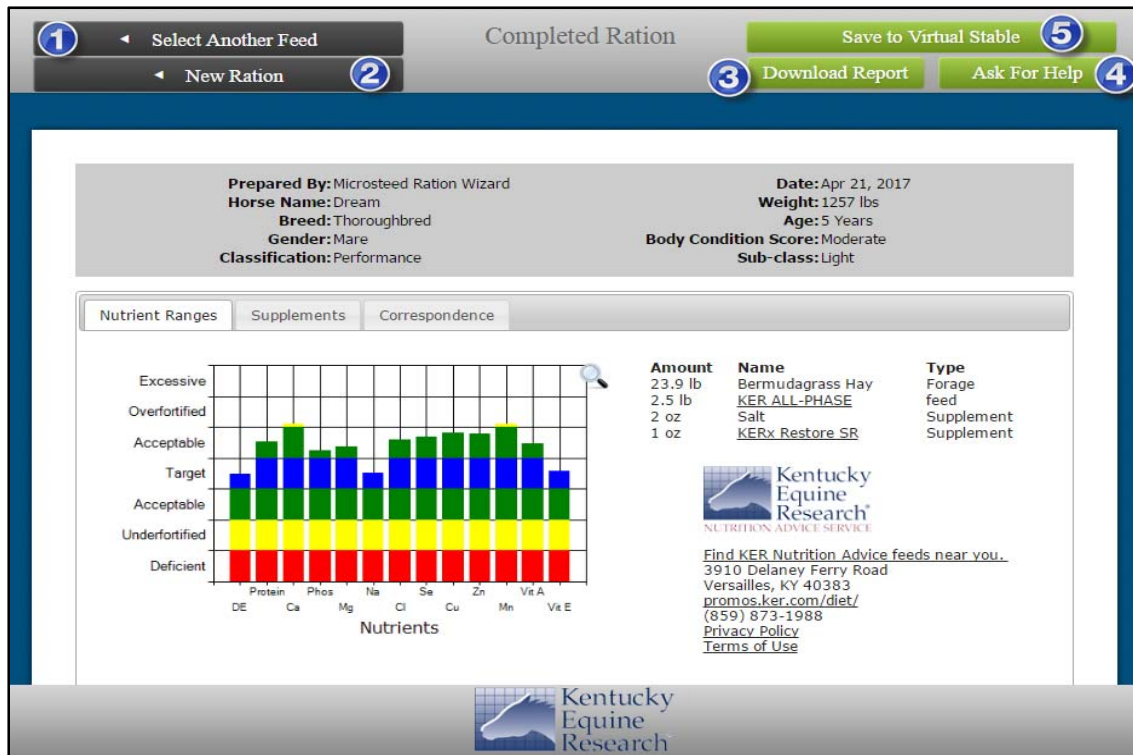 1 ◄ Select Another Feed
Completed Ration
Save to Virtual Stable 5
◄ New Ration 2
3 Download Report
Ask For Help 4
Prepared By: Microsteed Ration Wizard
Date: Apr 21, 2017
Horse Name: Dream
Weight: 1257 lbs
Breed: Thoroughbred
Age: 5 Years
Gender: Mare
Body Condition Score: Moderate
Classification: Performance
Sub-class: Light
Nutrient Ranges
Supplements
Correspondence
Excessive
Overfortified
Acceptable
Target
Acceptable
Underfortified
Deficient
Protein Phos Na Se Zn Vit A
DE Ca Mg Cl Cu Mn Vit E
Nutrients
Amount Name Type
23.9 lb Bermudagrass Hay Forage
2.5 lb KER ALL-PHASE feed
2 oz Salt Supplement
1 oz KERx Restore SR Supplement
Kentucky
Equine
Research®
NUTRITION ADVICE SERVICE
Find KER Nutrition Advice feeds near you.
3910 Delaney Ferry Road
Versailles, KY 40383
promos.ker.com/diet/
(859) 873-1988
Privacy Policy
Terms of Use
Kentucky
Equine
Research